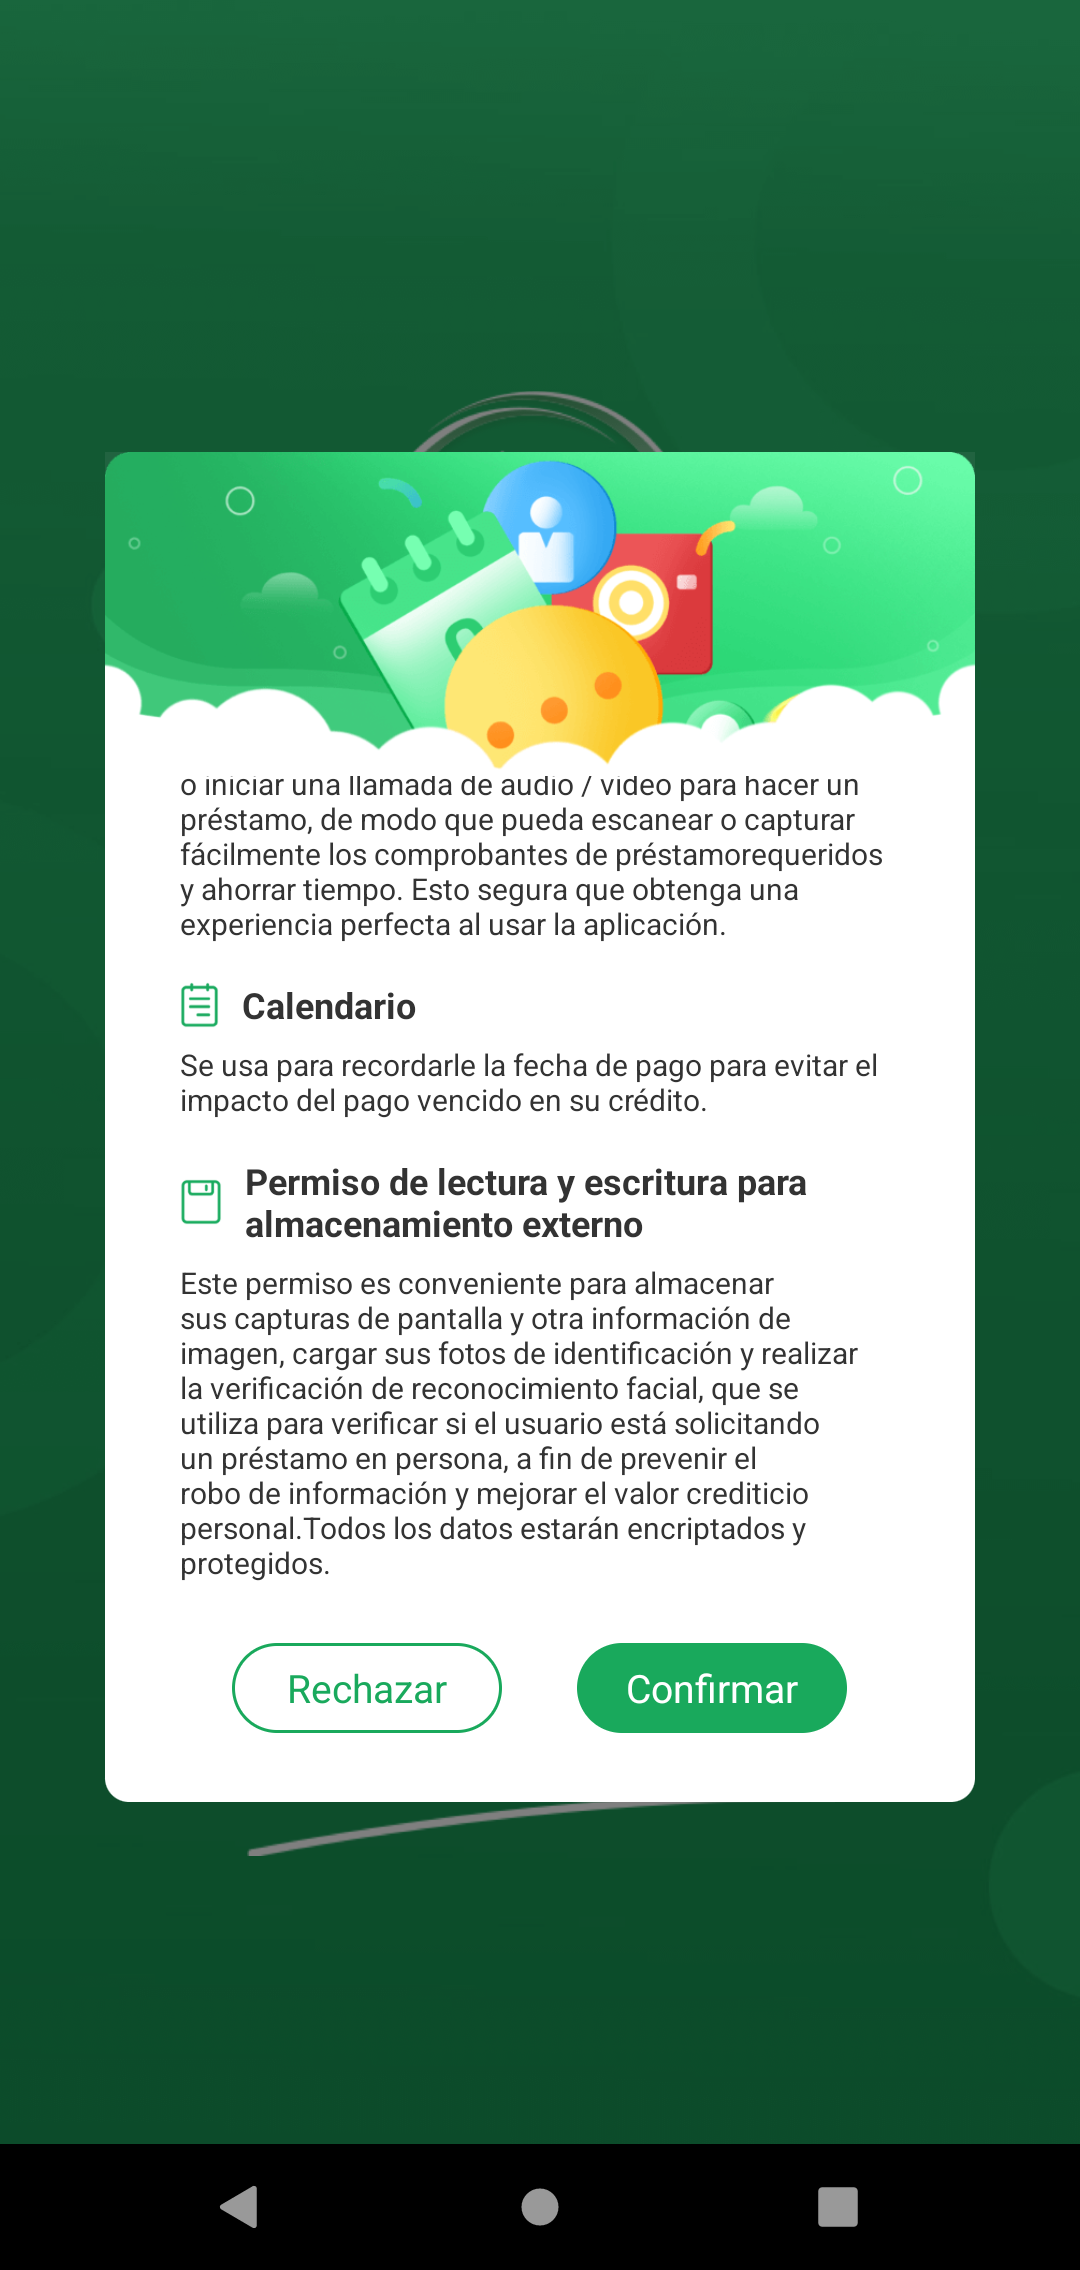 o iniciar una llamada de audio / video para hacer un
préstamo, de modo que pueda escanear o capturar
fácilmente los comprobantes de préstamorequeridos
y ahorrar tiempo. Esto segura que obtenga una
experiencia perfecta al usar la aplicación.
Calendario
Se usa para recordarle la fecha de pago para evitar el
impacto del pago vencido en su crédito.
Permiso de lectura y escritura para
almacenamiento externo
Este permiso es conveniente para almacenar
sus capturas de pantalla y otra información de
imagen, cargar sus fotos de identificación y realizar
la verificación de reconocimiento facial, que se
utiliza para verificar si el usuario está solicitando
un préstamo en persona, a fin de prevenir el
robo de información y mejorar el valor crediticio
personal.Todos los datos estarán encriptados y
protegidos.
Rechazar
Confirmar